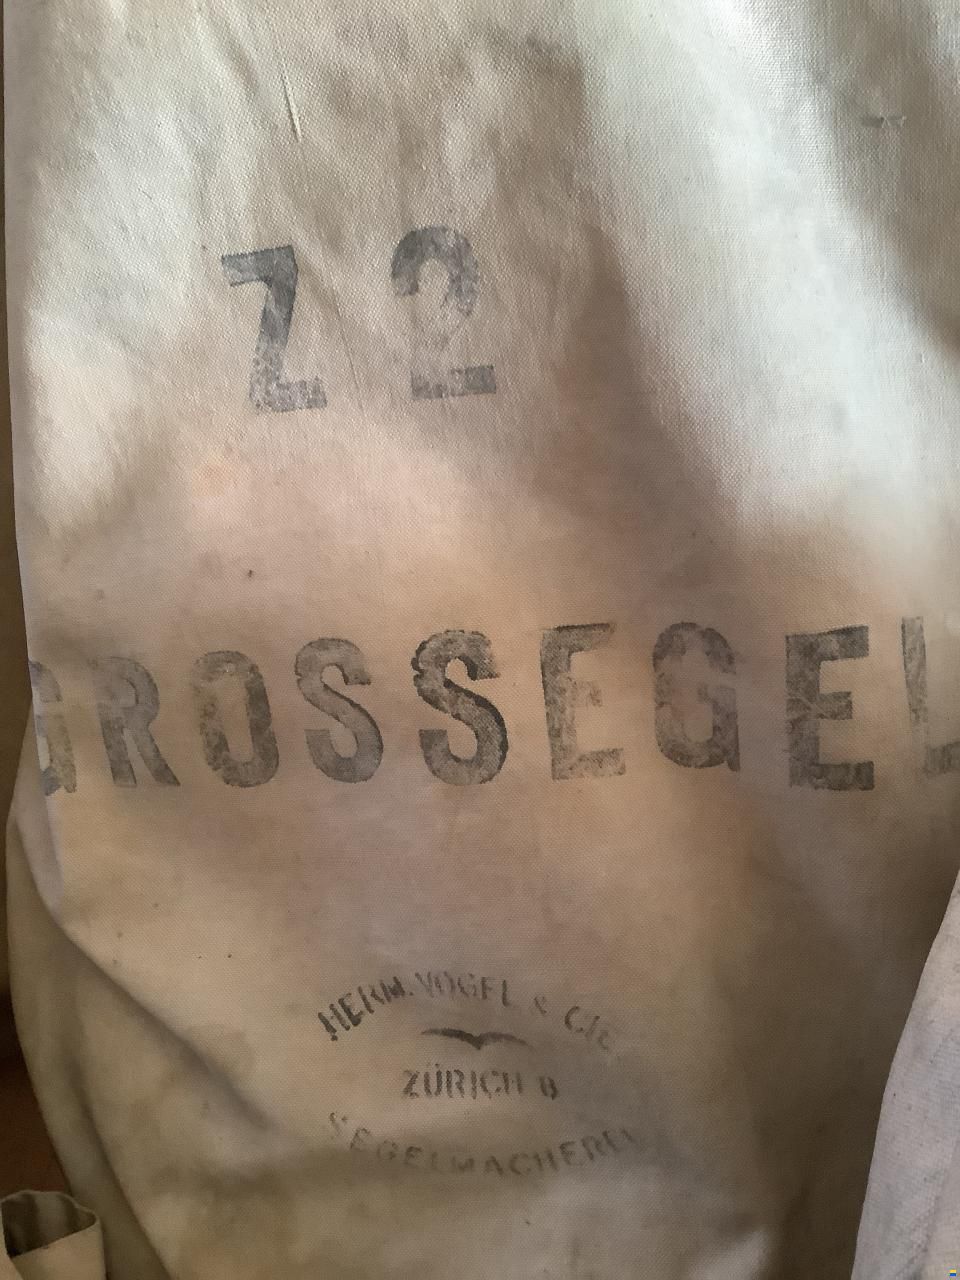 Z 2
GROSSEGEL
HERM. VOGEL & CIE.
ZÜRICH 8
SEGELMACHEREI